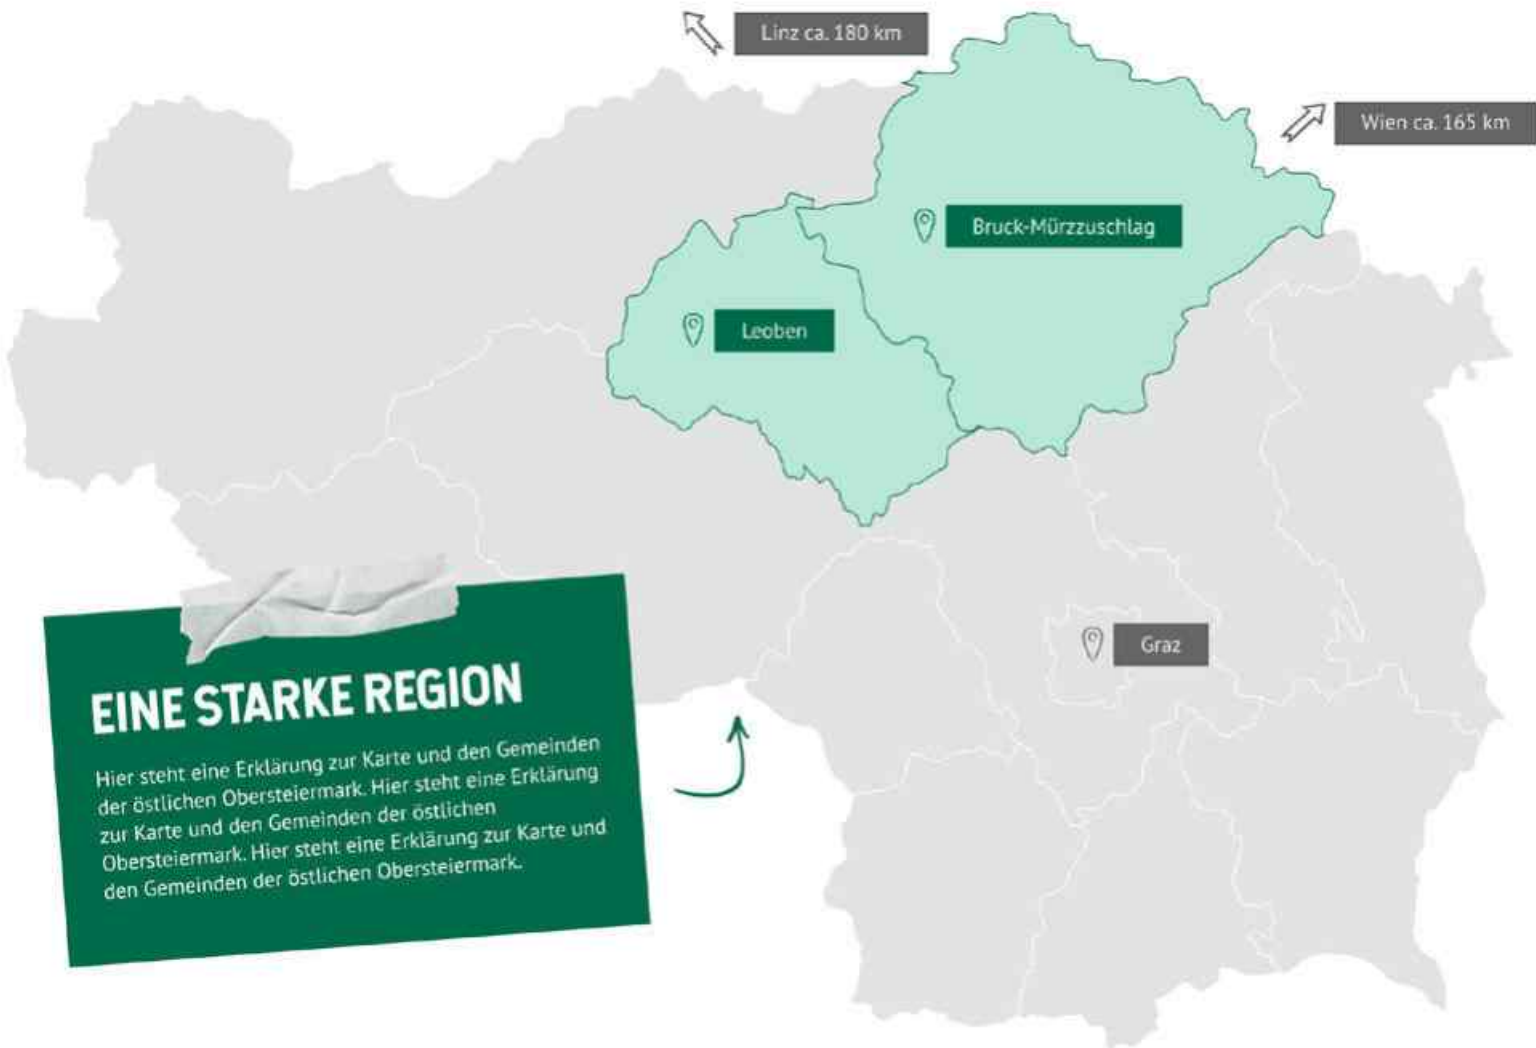 Linz ca. 180 km
Wien ca. 165 km
Bruck-Mürzzuschlag
Leoben
Graz
EINE STARKE REGION
Hier steht eine Erklärung zur Karte und den Gemeinden
der östlichen Obersteiermark. Hier steht eine Erklärung
zur Karte und den Gemeinden der östlichen
Obersteiermark. Hier steht eine Erklärung zur Karte und
den Gemeinden der östlichen Obersteiermark.